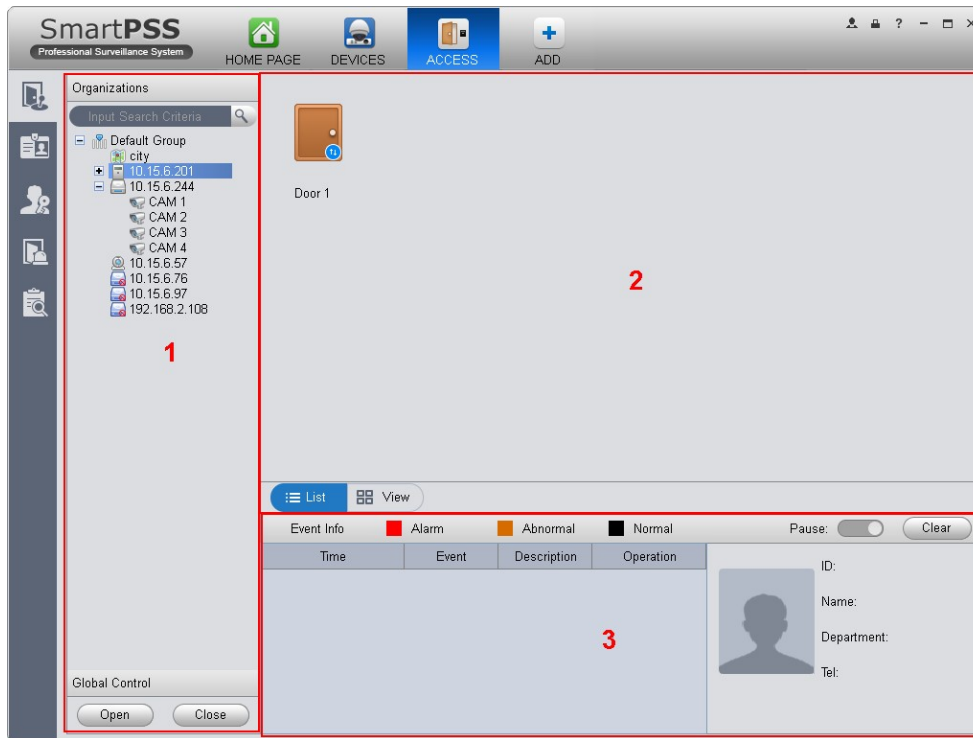 SmartPSS
Professional Surveillance System
HOME PAGE
DEVICES
ACCESS
ADD
Organizations
Input Search Criteria
Default Group
city
10.15.6.201
10.15.6.244
CAM 1
CAM 2
CAM 3
CAM 4
10.15.6.57
10.15.6.76
10.15.6.97
192.168.2.108
1
Global Control
Open Close
Door 1
2
List View
Event Info Alarm Abnormal Normal Pause: Clear
Time Event Description Operation
3
ID:
Name:
Department:
Tel: